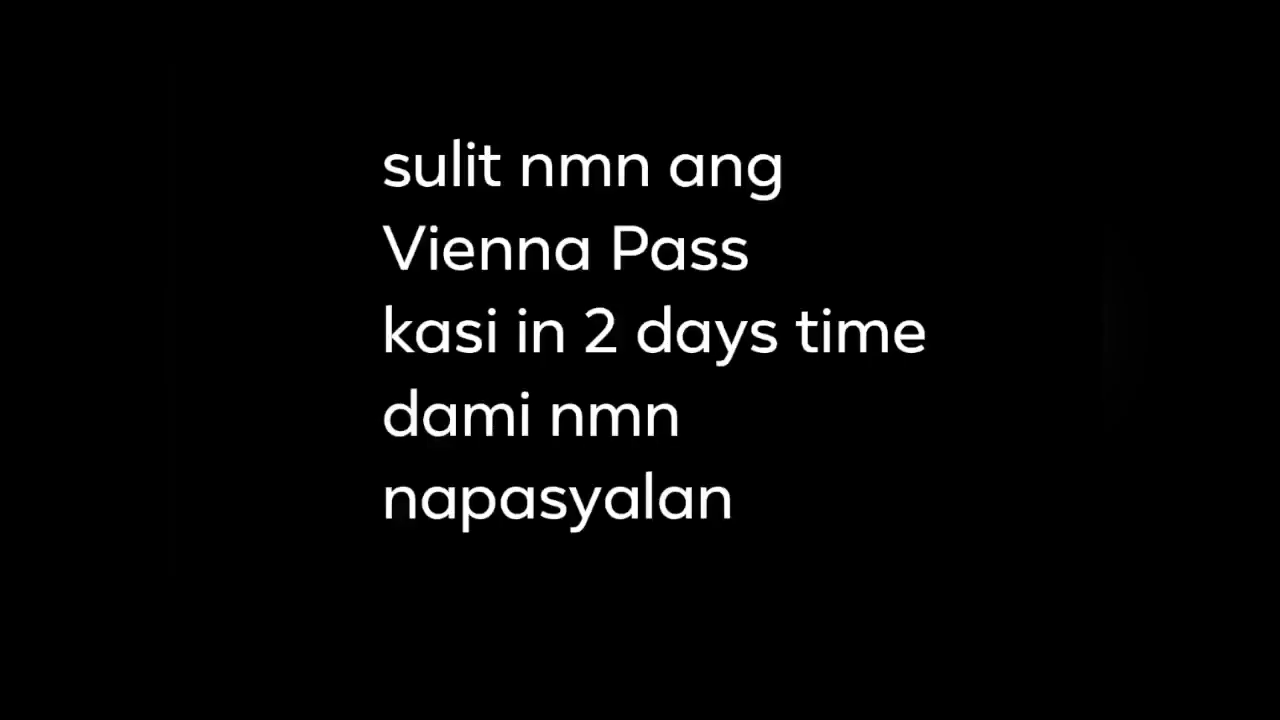 sulit nmn ang
Vienna Pass
kasi in 2 days time
dami nmn
napasyalan